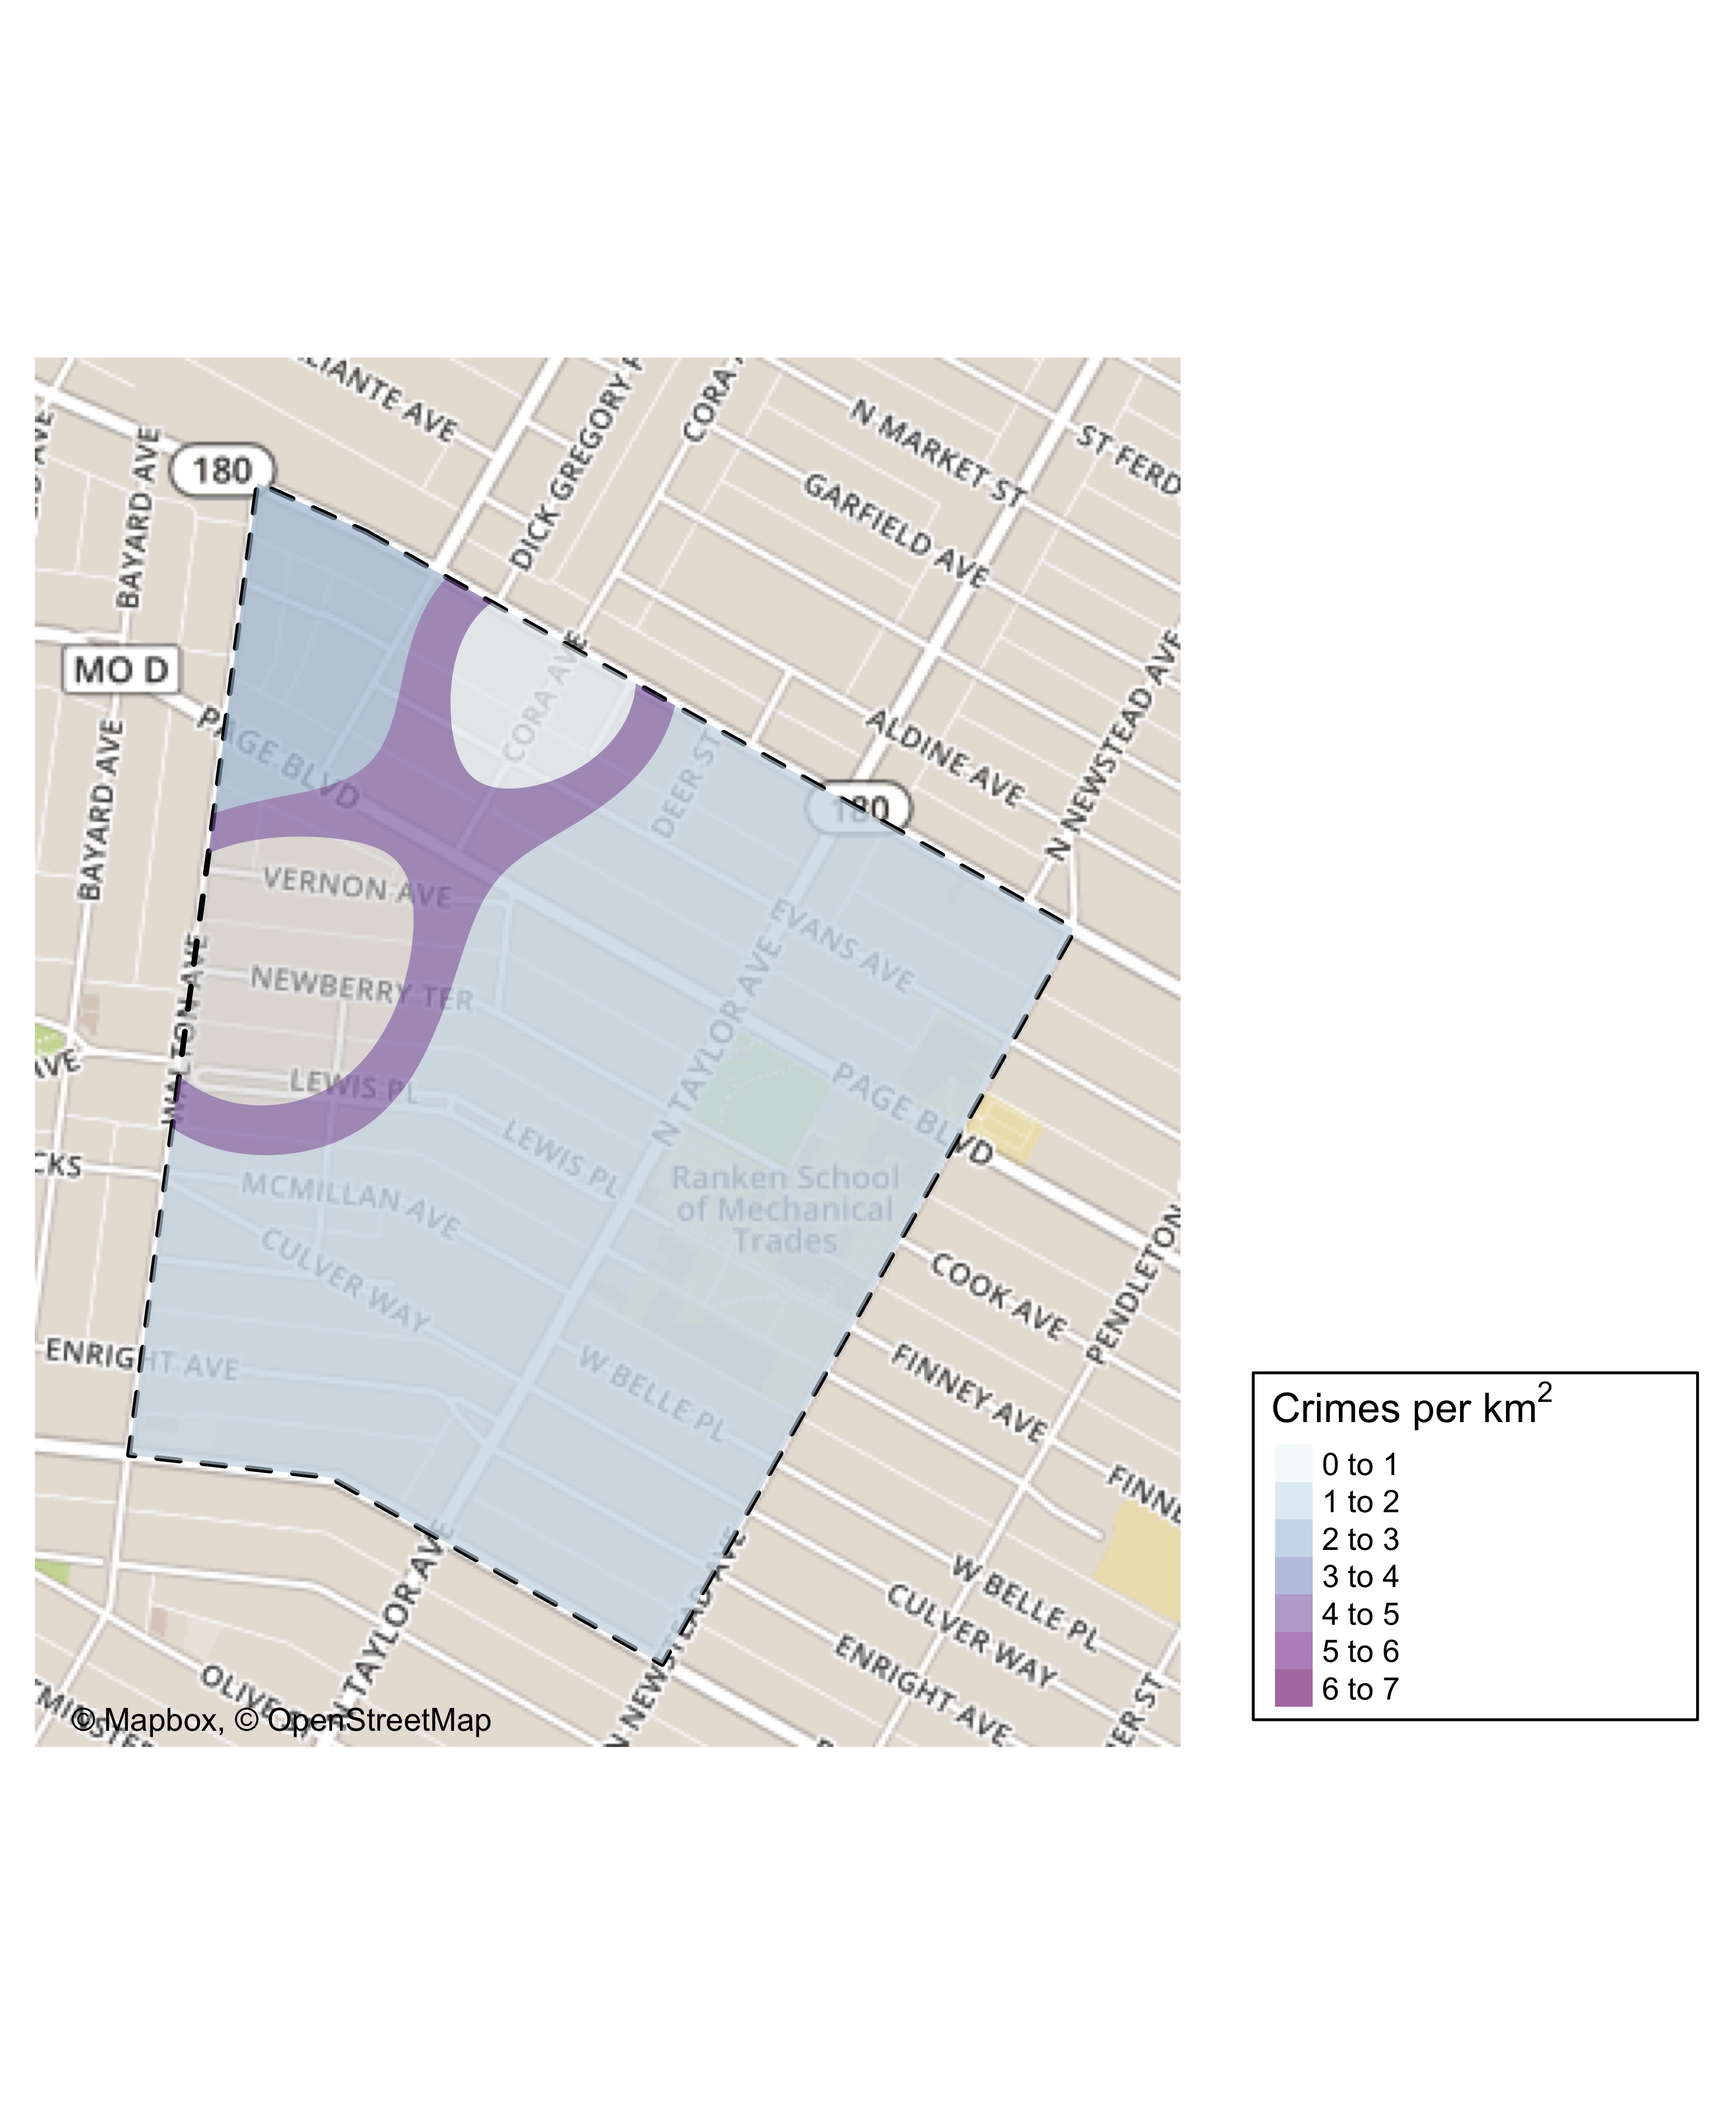 LIANTE AVE
DICK GREGORY P
CORA
N MARKET ST
ST FERD
GARFIELD AVE
180
BAYARD AVE
MO D
CORA AVE
N NEWSTEAD AVE
PAGE BLVD
ALDINE AVE
DEER ST
180
BAYARD AVE
VERNON AVE
EVANS AVE
NEWBERRY TER
WALTON AVE
N TAYLOR AVE
AVE
LEWIS PL
PAGE BLVD
LEWIS PL
CKS
MCMILLAN AVE
Ranken School
of Mechanical
Trades
CULVER WAY
COOK AVE
PENDLETON
ENRIGHT AVE
W BELLE PL
FINNEY AVE
FINNE
W BELLE PL
CULVER WAY
ENRIGHT AVE
N TAYLOR AVE
N NEWSTEAD AVE
OLIVE
ER ST
© Mapbox, © OpenStreetMap
Crimes per km²
0 to 1
1 to 2
2 to 3
3 to 4
4 to 5
5 to 6
6 to 7